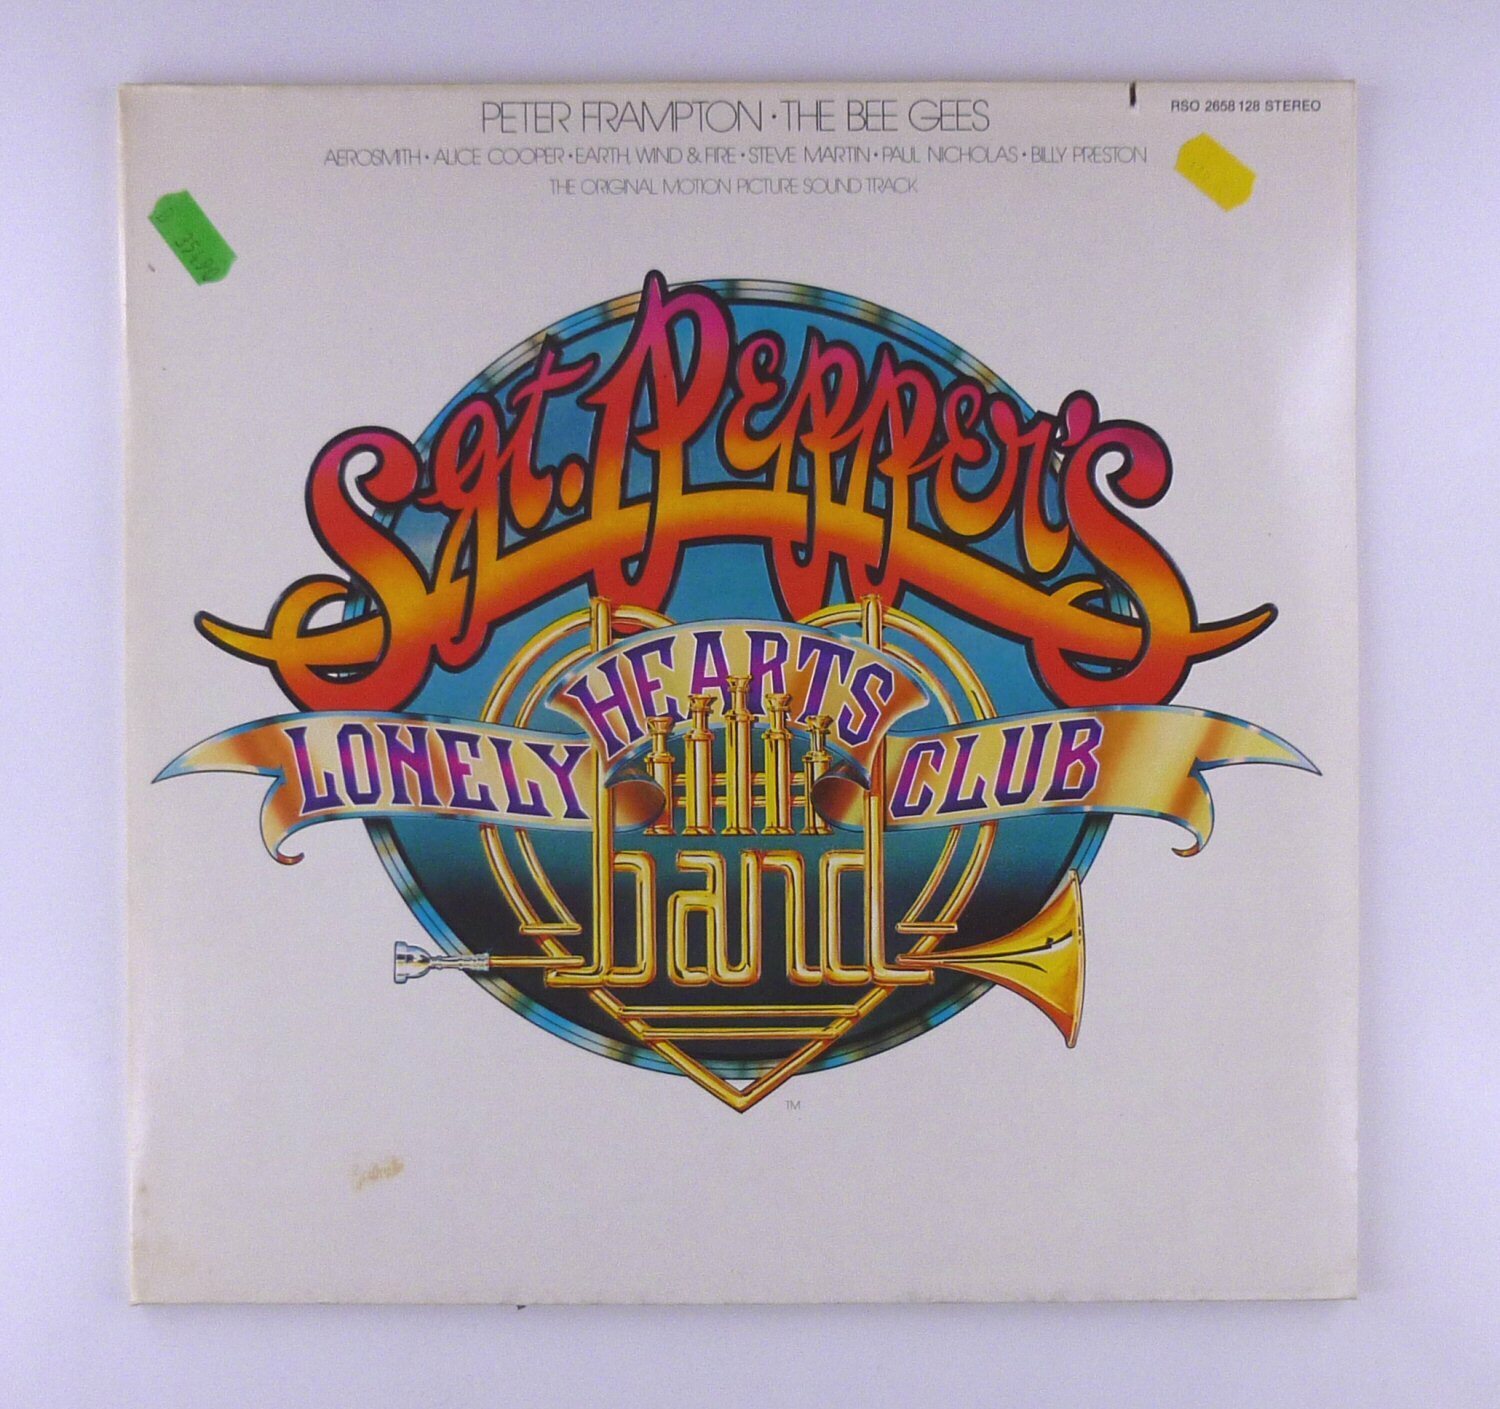 PETER FRAMPTON • THE BEE GEES
RSO 2658 128 STEREO
AEROSMITH • ALICE COOPER • EARTH, WIND & FIRE • STEVE MARTIN • PAUL NICHOLAS • BILLY PRESTON
THE ORIGINAL MOTION PICTURE SOUND TRACK
Sgt. Pepper's
LONELY HEARTS CLUB
band
TM